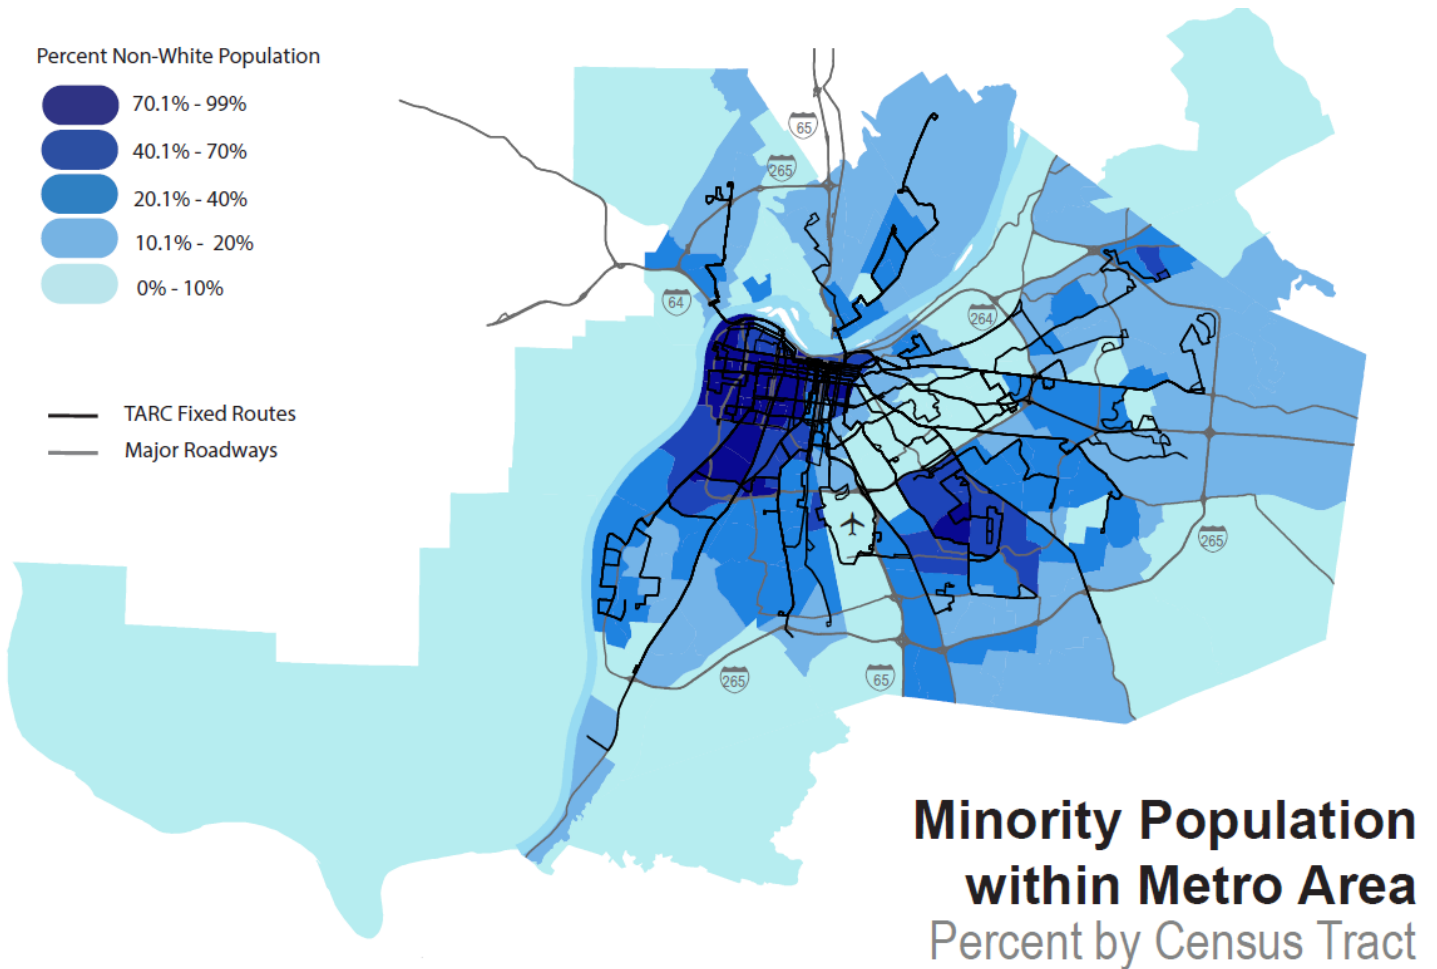 Percent Non-White Population
70.1% - 99%
40.1% - 70%
20.1% - 40%
10.1% - 20%
0% - 10%
TARC Fixed Routes
Major Roadways
65
265
64
264
265
265
65
Minority Population
within Metro Area
Percent by Census Tract